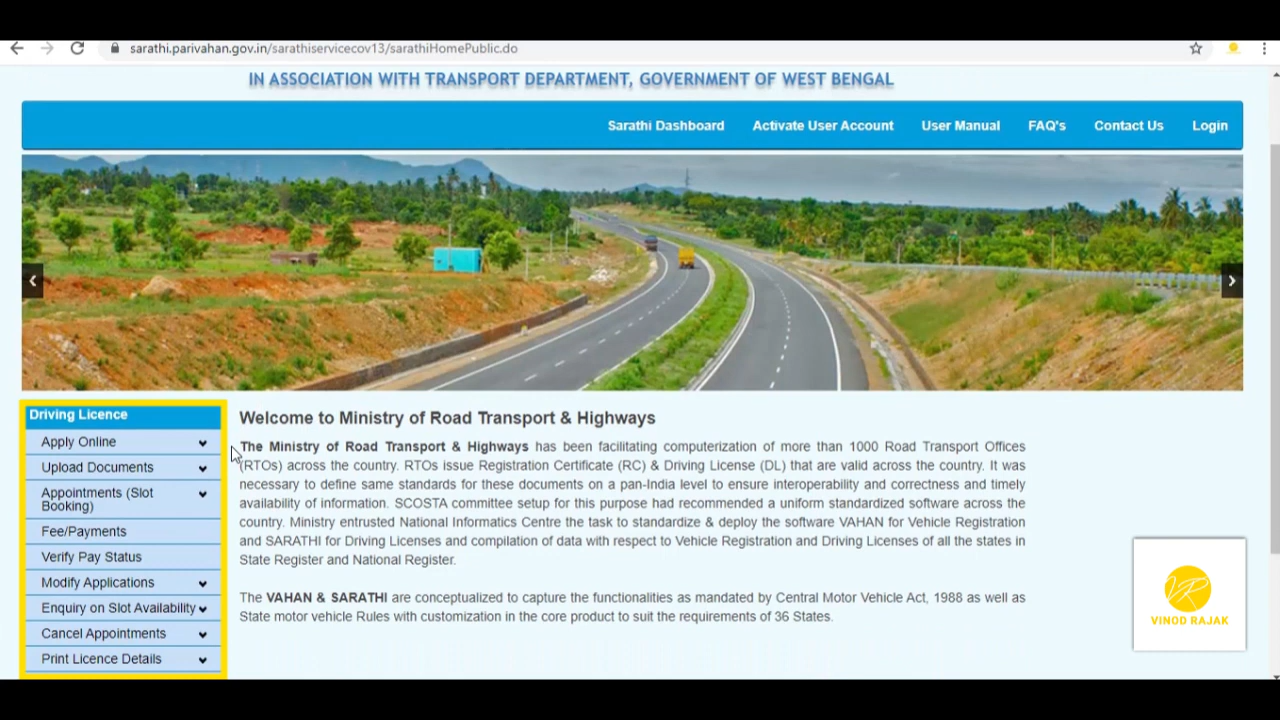 sarathi.parivahan.gov.in/sarathiservicecov13/sarathiHomePublic.do
IN ASSOCIATION WITH TRANSPORT DEPARTMENT, GOVERNMENT OF WEST BENGAL
Sarathi Dashboard Activate User Account User Manual FAQ's Contact Us Login
Driving Licence
Apply Online
Upload Documents
Appointments (Slot
Booking)
Fee/Payments
Verify Pay Status
Modify Applications
Enquiry on Slot Availability
Cancel Appointments
Print Licence Details
Welcome to Ministry of Road Transport & Highways
The Ministry of Road Transport & Highways has been facilitating computerization of more than 1000 Road Transport Offices
(RTOs) across the country. RTOs issue Registration Certificate (RC) & Driving License (DL) that are valid across the country. It was
necessary to define same standards for these documents on a pan-India level to ensure interoperability and correctness and timely
availability of information. SCOSTA committee setup for this purpose had recommended a uniform standardized software across the
country. Ministry entrusted National Informatics Centre the task to standardize & deploy the software VAHAN for Vehicle Registration
and SARATHI for Driving Licenses and compilation of data with respect to Vehicle Registration and Driving Licenses of all the states in
State Register and National Register.
The VAHAN & SARATHI are conceptualized to capture the functionalities as mandated by Central Motor Vehicle Act, 1988 as well as
State motor vehicle Rules with customization in the core product to suit the requirements of 36 States.
VR
VINOD RAJAK